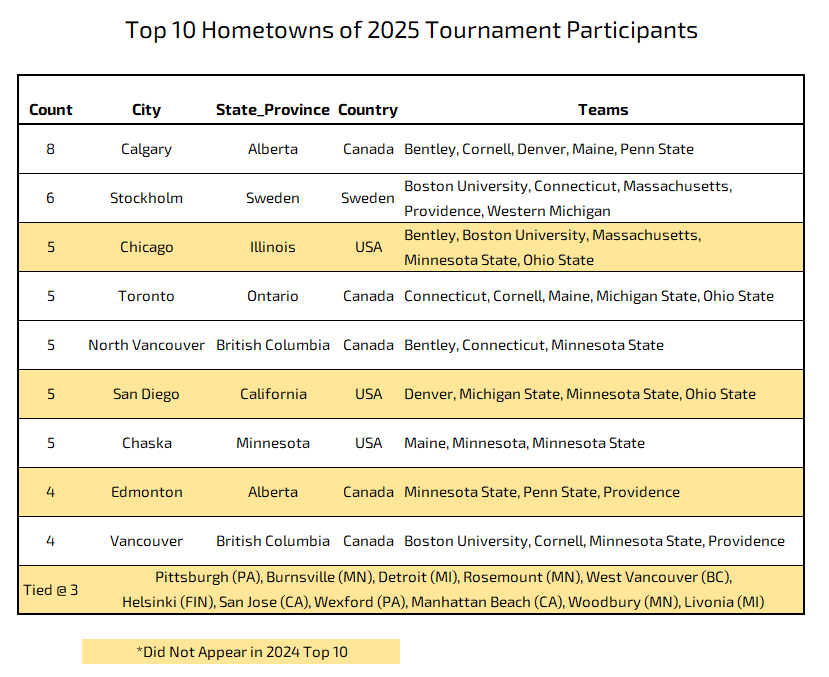 Top 10 Hometowns of 2025 Tournament Participants
Count City State_Province Country Teams
8 Calgary Alberta Canada Bentley, Cornell, Denver, Maine, Penn State
6 Stockholm Sweden Sweden Boston University, Connecticut, Massachusetts,
Providence, Western Michigan
5 Chicago Illinois USA Bentley, Boston University, Massachusetts,
Minnesota State, Ohio State
5 Toronto Ontario Canada Connecticut, Cornell, Maine, Michigan State, Ohio State
5 North Vancouver British Columbia Canada Bentley, Connecticut, Minnesota State
5 San Diego California USA Denver, Michigan State, Minnesota State, Ohio State
5 Chaska Minnesota USA Maine, Minnesota, Minnesota State
4 Edmonton Alberta Canada Minnesota State, Penn State, Providence
4 Vancouver British Columbia Canada Boston University, Cornell, Minnesota State, Providence
Tied @ 3 Pittsburgh (PA), Burnsville (MN), Detroit (MI), Rosemount (MN), West Vancouver (BC),
Helsinki (FIN), San Jose (CA), Wexford (PA), Manhattan Beach (CA), Woodbury (MN), Livonia (MI)
*Did Not Appear in 2024 Top 10